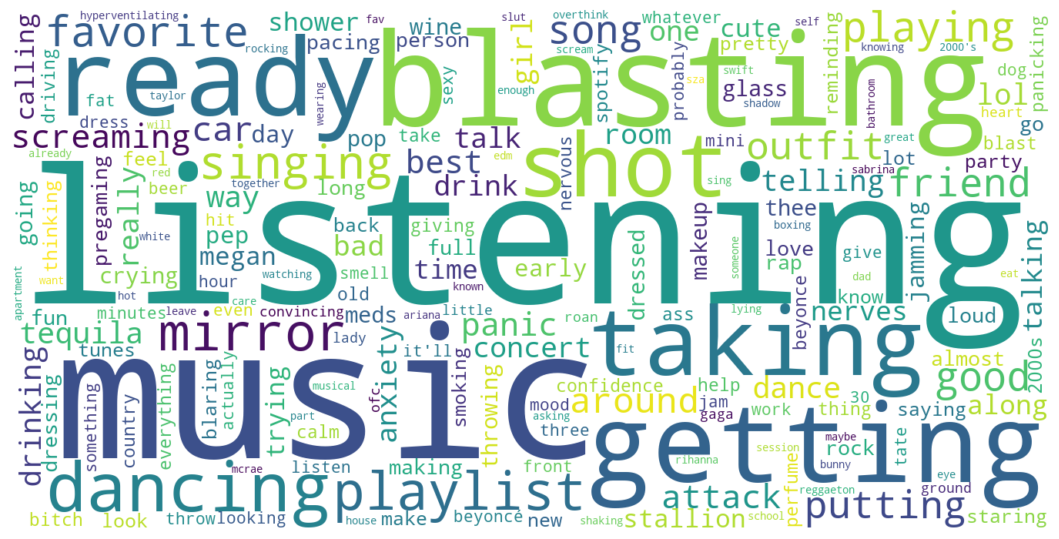 hyperventilating fav wine slut overthink whatever cute 2000's
favorite shower pacing person song one pretty playing
calling driving rocking ready blasting sexy girl scream spotify swift probably knowing self reminding dog panicking
fat taylor wearing enough sza glass shadow bathroom lol heart
dress will car day pop take talk room mini lot great go blast
screaming singing best shot nervous outfit sabrina party
already red feel edm sing telling friend
going thinking pregaming really beer way together long drink thee boxing
hit back giving full dressed makeup love give jamming talking
pep bad listening someone rap dad know
megan time early eat
crying hour smell known lying
apartment want hot care even watching old meds nerves loud
fun minutes leave convincing little roan ass beyonce
tequila white lady ariana panic taking fit
mirror it'll concert almost 2000s
tunes anxiety confidence help dance good
drinking dressing something country everything blaring actually trying musical ofc smoking throwing around jam 30 along
music mood asking gaga work thing saying
part three
calm maybe
mcrae listen front getting rock tate
making session bunny eye
dancing playlist rihanna perfume ground
attack reggaeton putting
bitch look throw looking house make beyonce new shaking stallion school staring